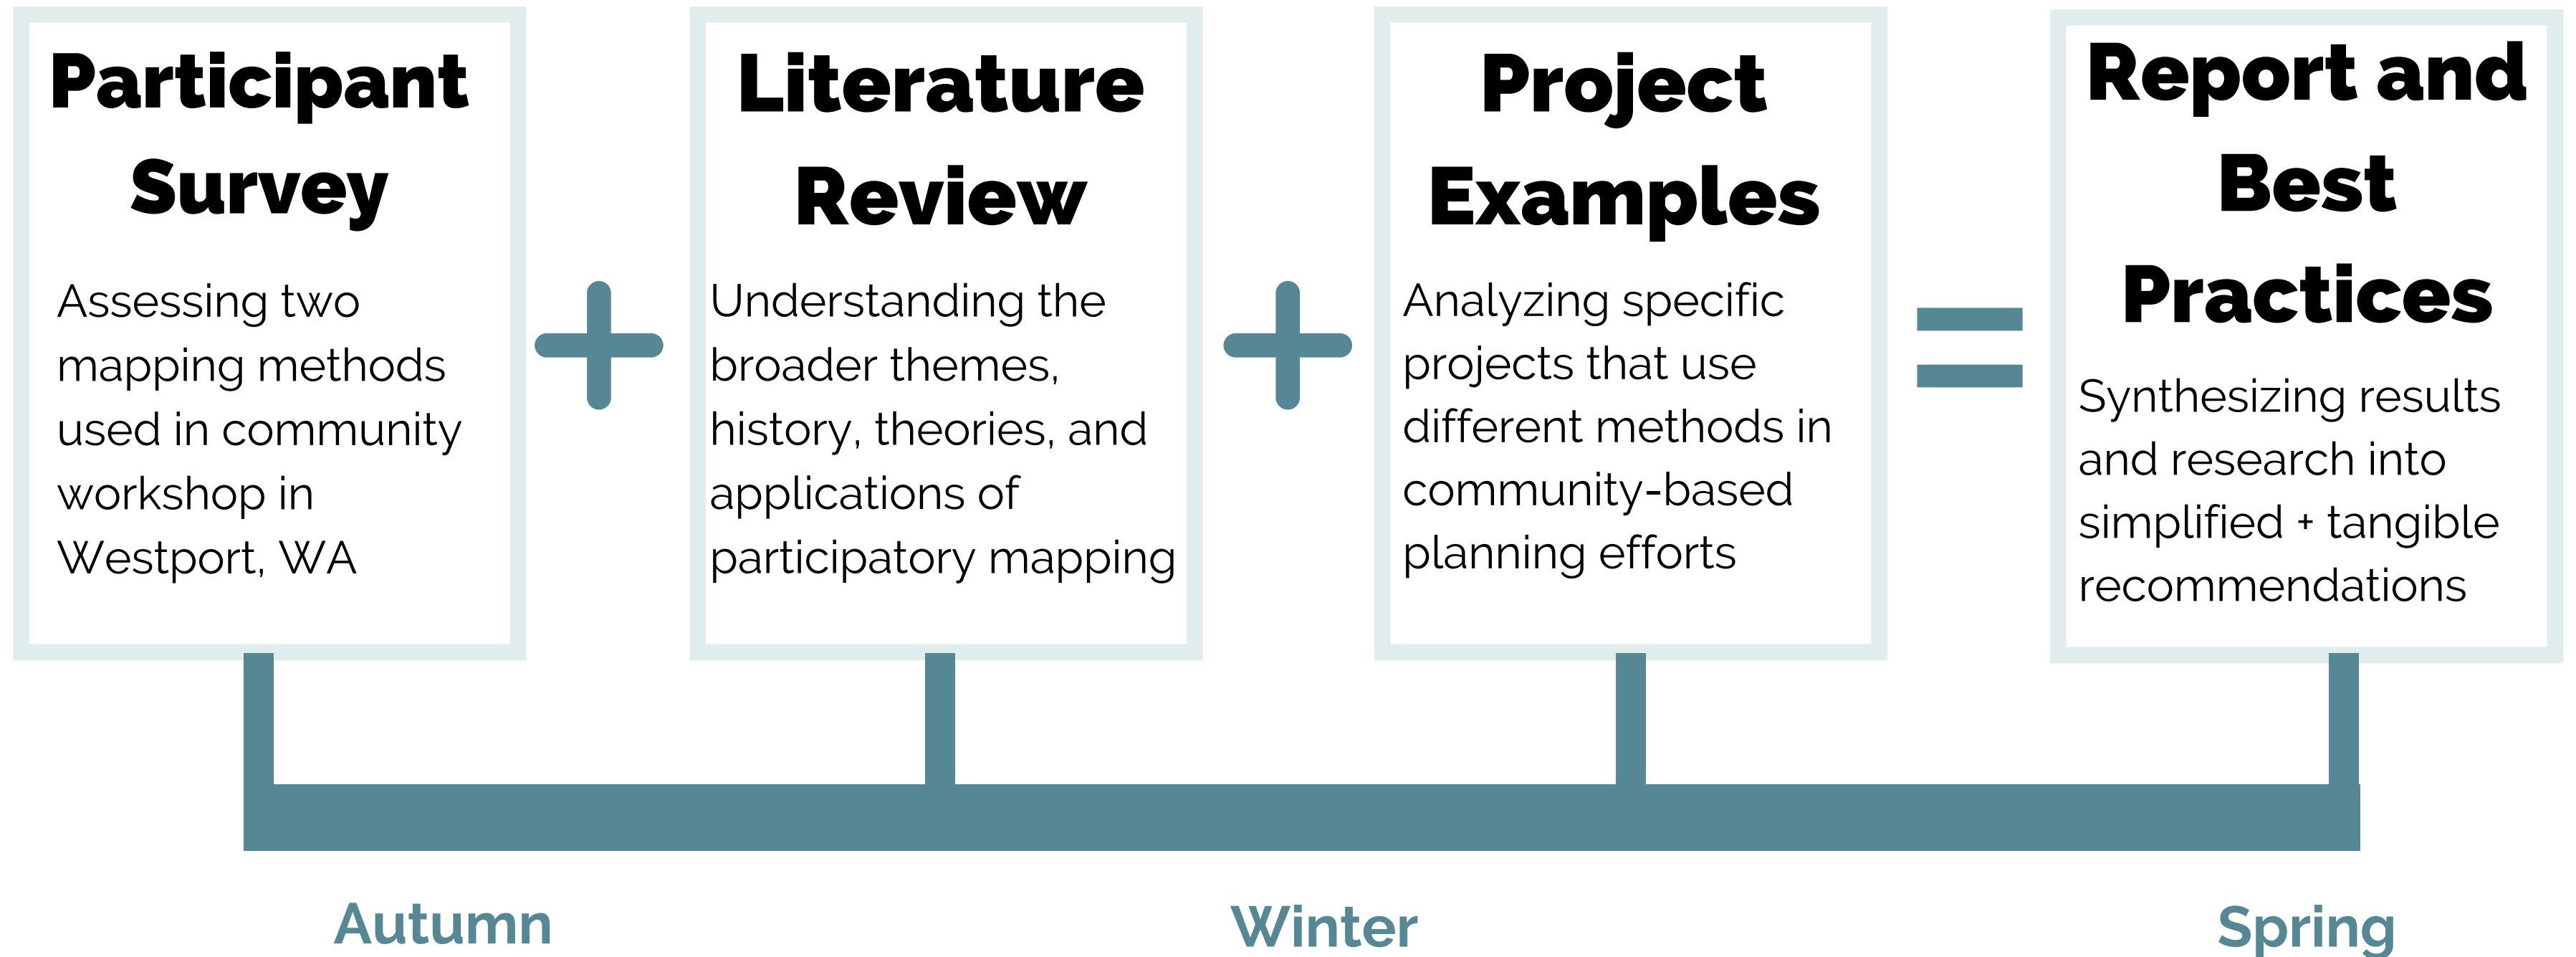 Participant
Survey
Assessing two
mapping methods
used in community
workshop in
Westport, WA
Literature
Review
Understanding the
broader themes,
history, theories, and
applications of
participatory mapping
Project
Examples
Analyzing specific
projects that use
different methods in
community-based
planning efforts
Report and
Best
Practices
Synthesizing results
and research into
simplified + tangible
recommendations
Autumn
Winter
Spring